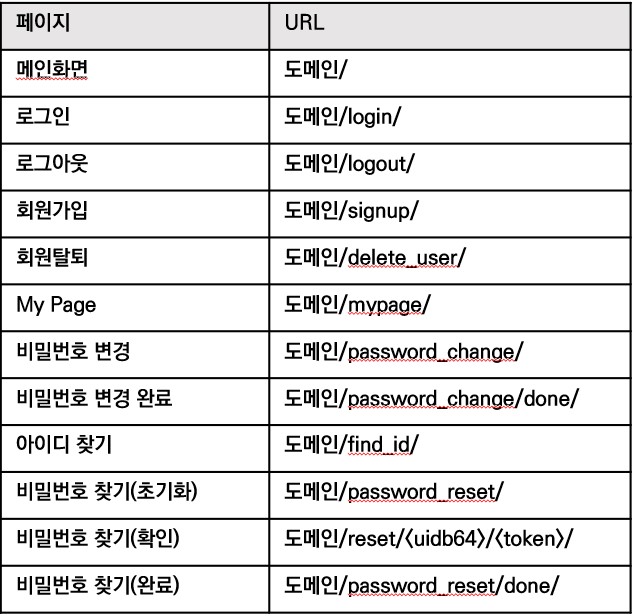 페이지 URL
메인화면 도메인/
로그인 도메인/login/
로그아웃 도메인/logout/
회원가입 도메인/signup/
회원탈퇴 도메인/delete_user/
My Page 도메인/mypage/
비밀번호 변경 도메인/password_change/
비밀번호 변경 완료 도메인/password_change/done/
아이디 찾기 도메인/find_id/
비밀번호 찾기(초기화) 도메인/password_reset/
비밀번호 찾기(확인) 도메인/reset/<uidb64>/<token>/
비밀번호 찾기(완료) 도메인/password_reset/done/